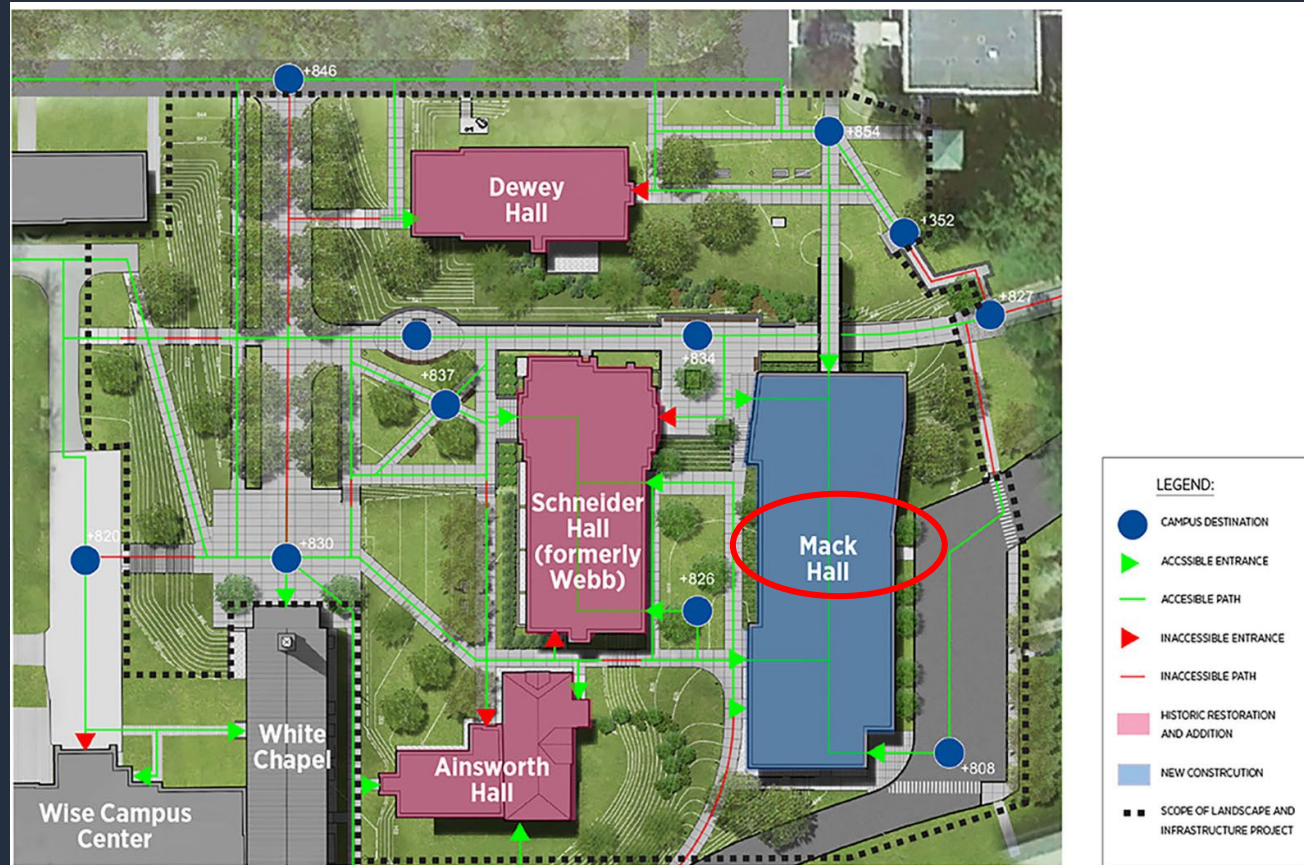 +846
+854
Dewey
Hall
+352
+827
+834
+837
Schneider
Hall
(formerly
Webb)
Mack
Hall
+820
+830
+826
White
Chapel
Ainsworth
Hall
+808
Wise Campus
Center
LEGEND:
CAMPUS DESTINATION
ACCSSIBLE ENTRANCE
ACCESIBLE PATH
INACCESSIBLE ENTRANCE
INACCESSIBLE PATH
HISTORIC RESTORATION
AND ADDITION
NEW CONSTRCUTION
SCOPE OF LANDSCAPE AND
INFRASTRUCTURE PROJECT